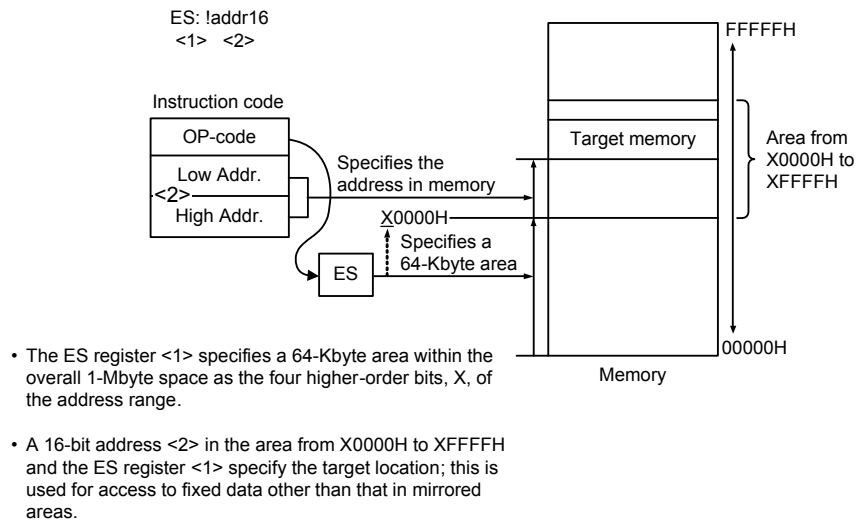 ES: !addr16
<1> <2>
FFFFFH
Instruction code
OP-code
Low Addr.
<2>
High Addr.
Specifies the
address in memory
Target memory
Area from
X0000H to
XFFFFH
X0000H
Specifies a
64-Kbyte area
ES
00000H
Memory
• The ES register <1> specifies a 64-Kbyte area within the
overall 1-Mbyte space as the four higher-order bits, X, of
the address range.
• A 16-bit address <2> in the area from X0000H to XFFFFH
and the ES register <1> specify the target location; this is
used for access to fixed data other than that in mirrored
areas.